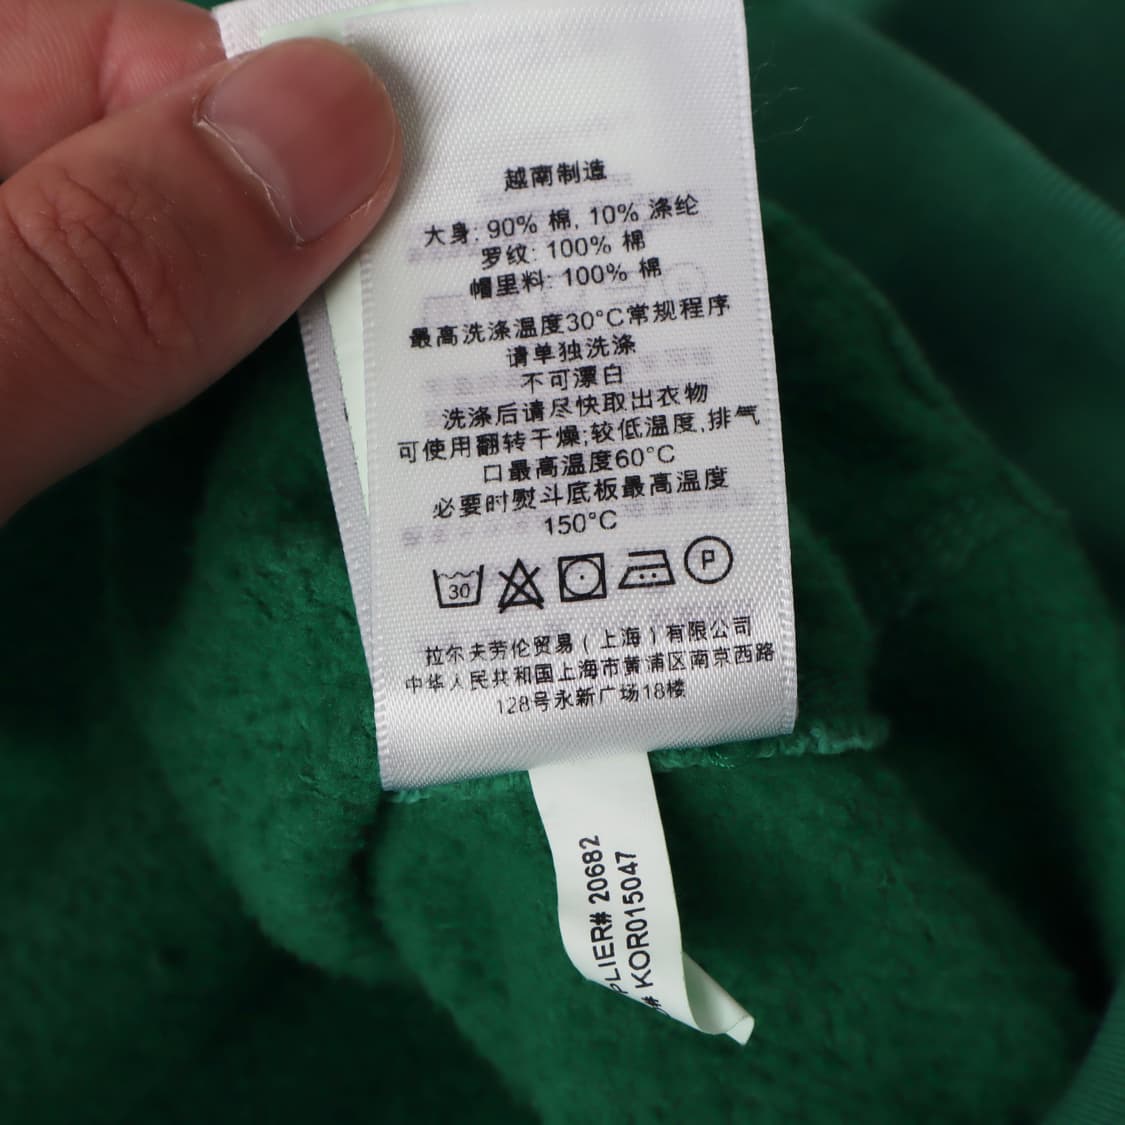 越南制造
大身: 90% 棉, 10% 涤纶
罗纹: 100% 棉
帽里料: 100% 棉
最高洗涤温度30°C常规程序
请单独洗涤
不可漂白
洗涤后请尽快取出衣物
可使用翻转干燥;较低温度,排气
口最高温度60°C
必要时熨斗底板最高温度
150°C
30
P
拉尔夫劳伦贸易(上海)有限公司
中华人民共和国上海市黄浦区南京西路
128号永新广场18楼
PLIER# 20682
# KOR015047